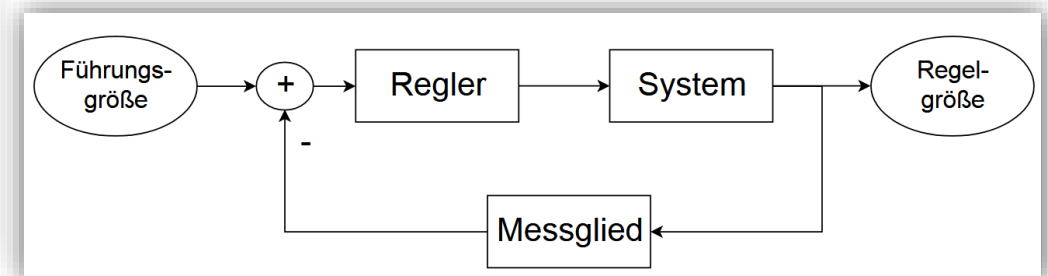 Führungs-
größe
+
Regler
System
Regel-
größe
-
Messglied